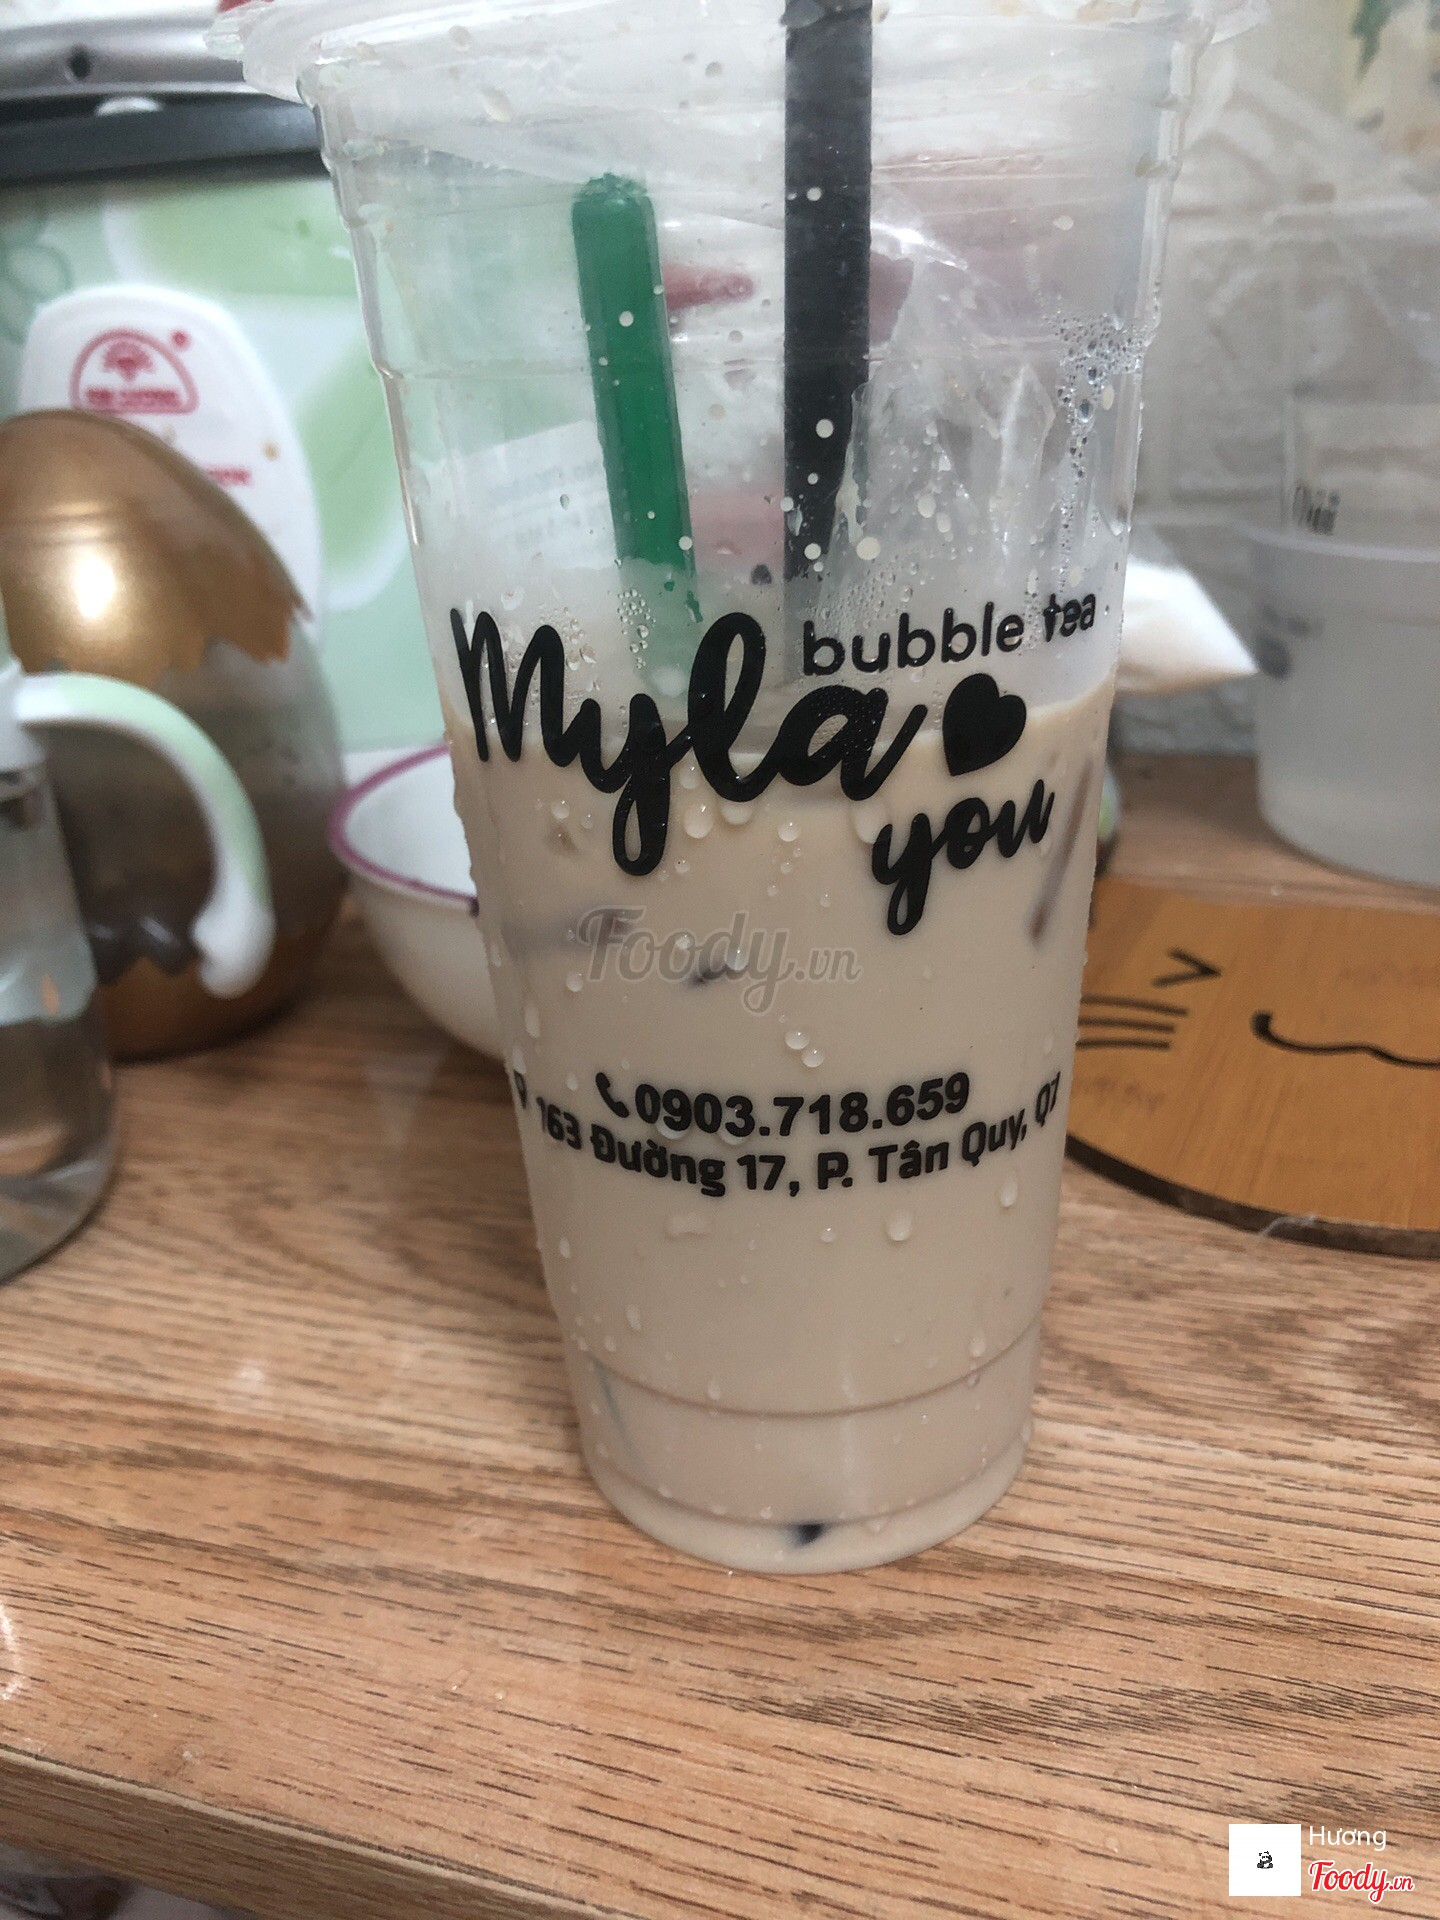 bubble tea
Myla
you
Foody.vn
0903.718.659
163 Đường 17, P. Tân Quy, Q7
Hương
Foody.vn